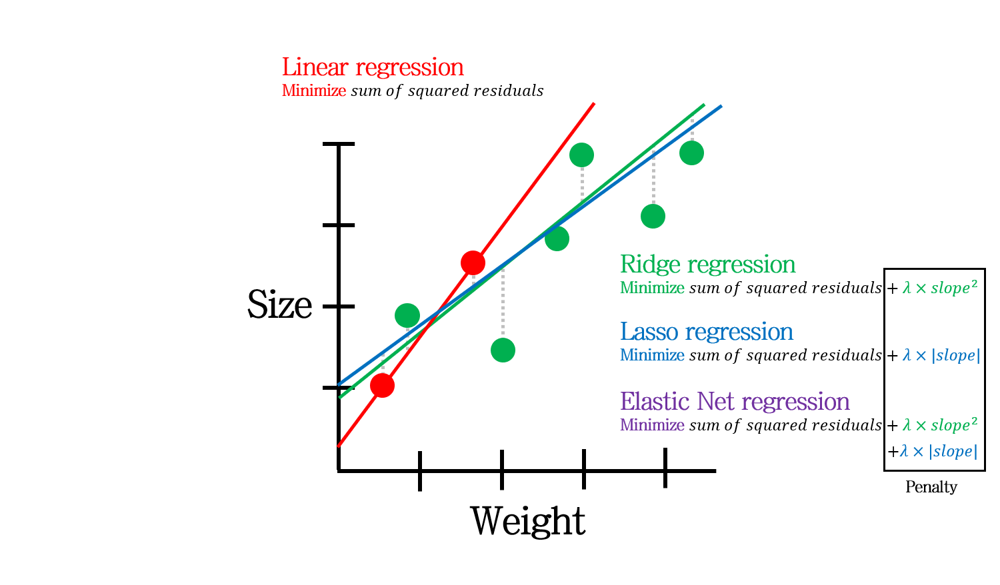 Linear regression
Minimize sum of squared residuals
Size
Ridge regression
Minimize sum of squared residuals + λ × slope²
Lasso regression
Minimize sum of squared residuals + λ × |slope|
Elastic Net regression
Minimize sum of squared residuals + λ × slope²
+λ × |slope|
Penalty
Weight